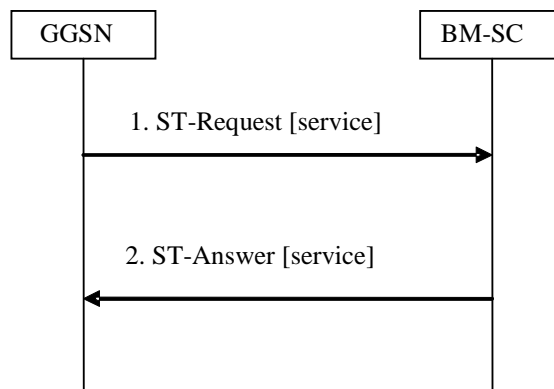 GGSN
BM-SC
1. ST-Request [service]
2. ST-Answer [service]